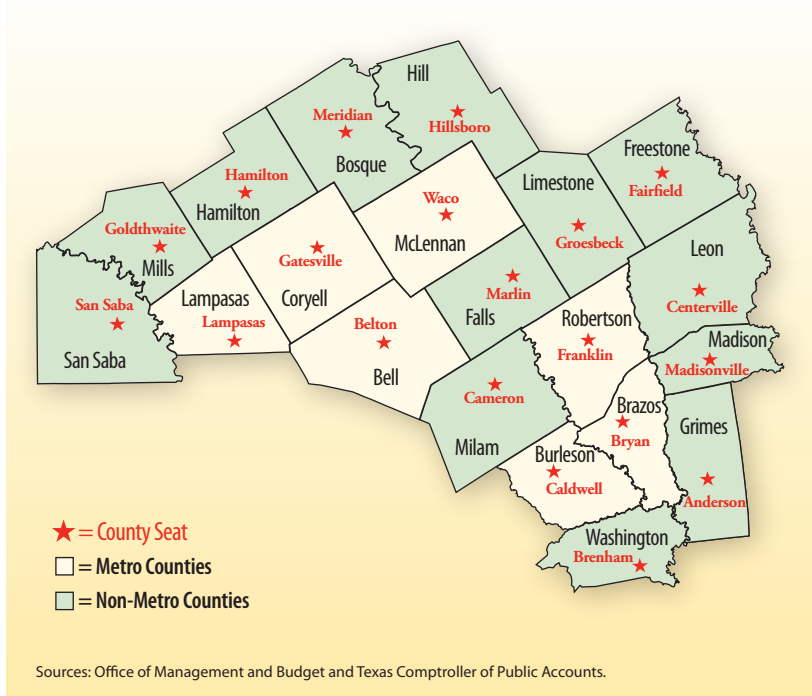 Hill
Meridian
Hillsboro
Bosque
Freestone
Fairfield
Hamilton
Hamilton
Limestone
Groesbeck
Waco
McLennan
Goldthwaite
Mills
Gatesville
Coryell
Leon
Centerville
San Saba
San Saba
Lampasas
Lampasas
Marlin
Falls
Belton
Bell
Robertson
Franklin
Madison
Madisonville
Cameron
Milam
Brazos
Bryan
Grimes
Anderson
Burleson
Caldwell
Washington
Brenham
= County Seat
= Metro Counties
= Non-Metro Counties
Sources: Office of Management and Budget and Texas Comptroller of Public Accounts.